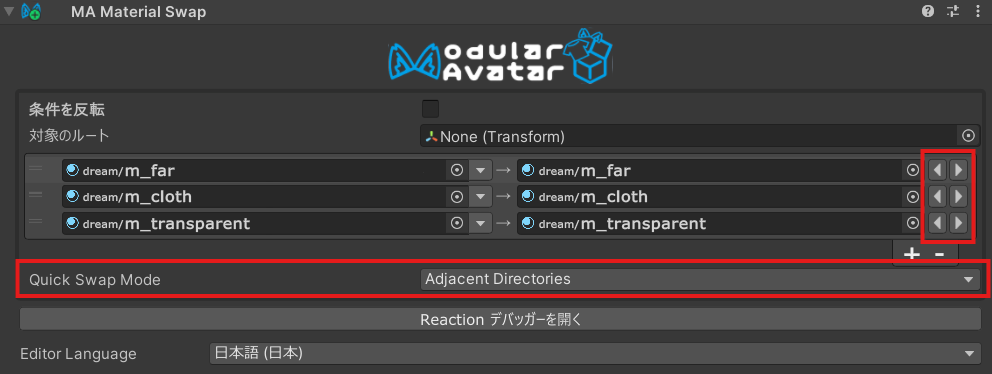 MA Material Swap
Modular
Avatar
条件を反転
対象のルート None (Transform)
dream/m_far → dream/m_far
dream/m_cloth → dream/m_cloth
dream/m_transparent → dream/m_transparent
+ -
Quick Swap Mode Adjacent Directories
Reaction デバッガーを開く
Editor Language 日本語 (日本)